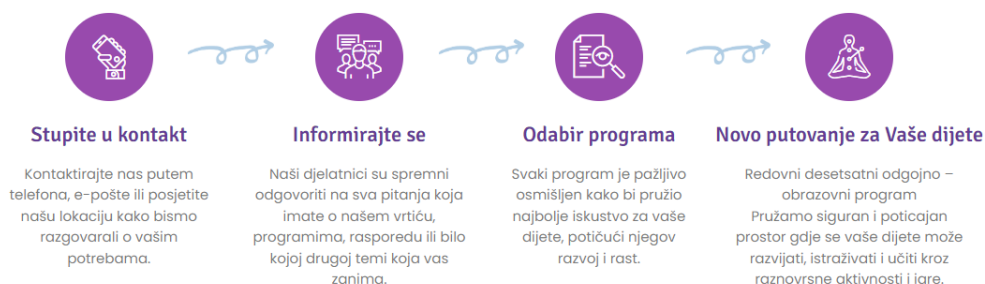 Stupite u kontakt
Kontaktirajte nas putem
telefona, e-pošte ili posjetite
našu lokaciju kako bismo
razgovarali o vašim
potrebama.
Informirajte se
Naši djelatnici su spremni
odgovoriti na sva pitanja koja
imate o našem vrtiću,
programima, rasporedu ili bilo
kojoj drugoj temi koja vas
zanima.
Odabir programa
Svaki program je pažljivo
osmišljen kako bi pružio
najbolje iskustvo za vaše
dijete, potičući njegov
razvoj i rast.
Novo putovanje za Vaše dijete
Redovni desetsatni odgojno –
obrazovni program
Pružamo siguran i poticajan
prostor gdje se vaše dijete može
razvijati, istraživati i učiti kroz
raznovrsne aktivnosti i igre.